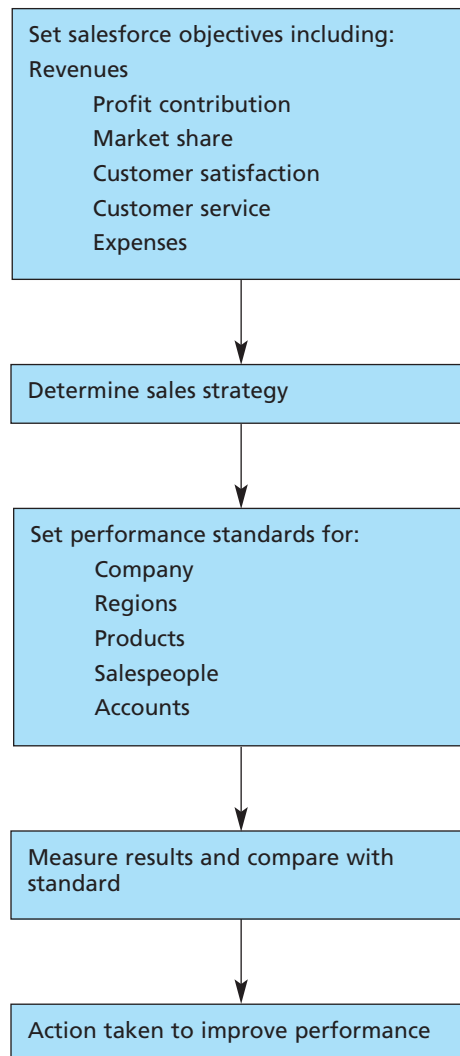 Set salesforce objectives including:
Revenues
Profit contribution
Market share
Customer satisfaction
Customer service
Expenses
Determine sales strategy
Set performance standards for:
Company
Regions
Products
Salespeople
Accounts
Measure results and compare with
standard
Action taken to improve performance